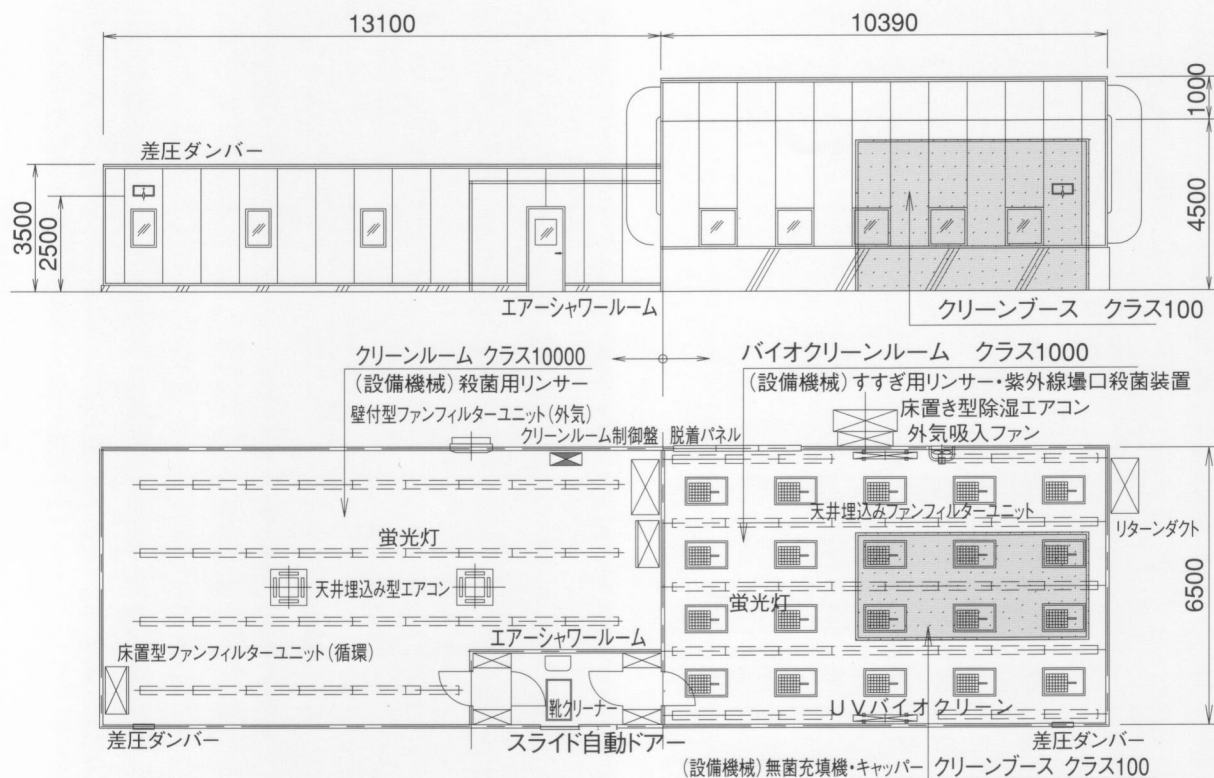 13100
10390
1000
差圧ダンバー
3500
2500
4500
エアーシャワールーム
クリーンブース クラス100
クリーンルーム クラス10000
バイオクリーンルーム クラス1000
(設備機械)殺菌用リンサー
(設備機械)すすぎ用リンサー・紫外線壜口殺菌装置
壁付型ファンフィルターユニット(外気)
床置き型除湿エアコン
クリーンルーム制御盤
脱着パネル
外気吸入ファン
天井埋込みファンフィルターユニット
リターンダクト
蛍光灯
6500
天井埋込み型エアコン
蛍光灯
エアーシャワールーム
床置型ファンフィルターユニット(循環)
靴クリーナー
UVバイオクリーン
差圧ダンバー
スライド自動ドアー
差圧ダンバー
(設備機械)無菌充填機・キャッパー
クリーンブース クラス100